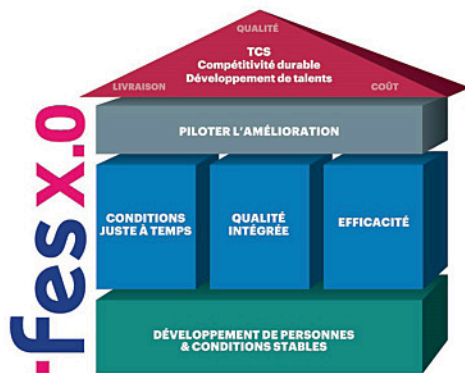 QUALITÉ
TCS
Compétitivité durable
Développement de talents
LIVRAISON
COÛT
PILOTER L'AMÉLIORATION
CONDITIONS
JUSTE À TEMPS
QUALITÉ
INTÉGRÉE
EFFICACITÉ
DÉVELOPPEMENT DE PERSONNES
& CONDITIONS STABLES
fes x.0